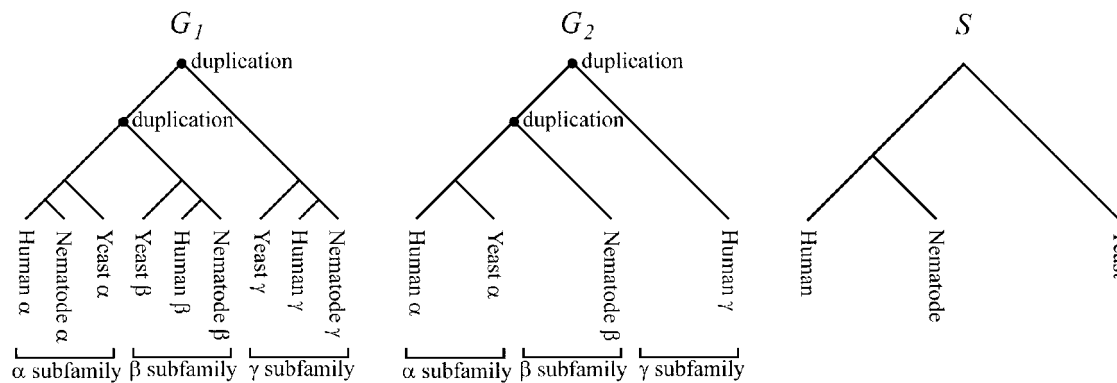 G₁
duplication
duplication
Human α
Nematode α
Yeast α
Yeast β
Human β
Nematode β
Yeast γ
Human γ
Nematode γ
α subfamily
β subfamily
γ subfamily
G₂
duplication
duplication
Human α
Yeast α
Nematode β
Human γ
α subfamily
β subfamily
γ subfamily
S
Human
Nematode
Yeast